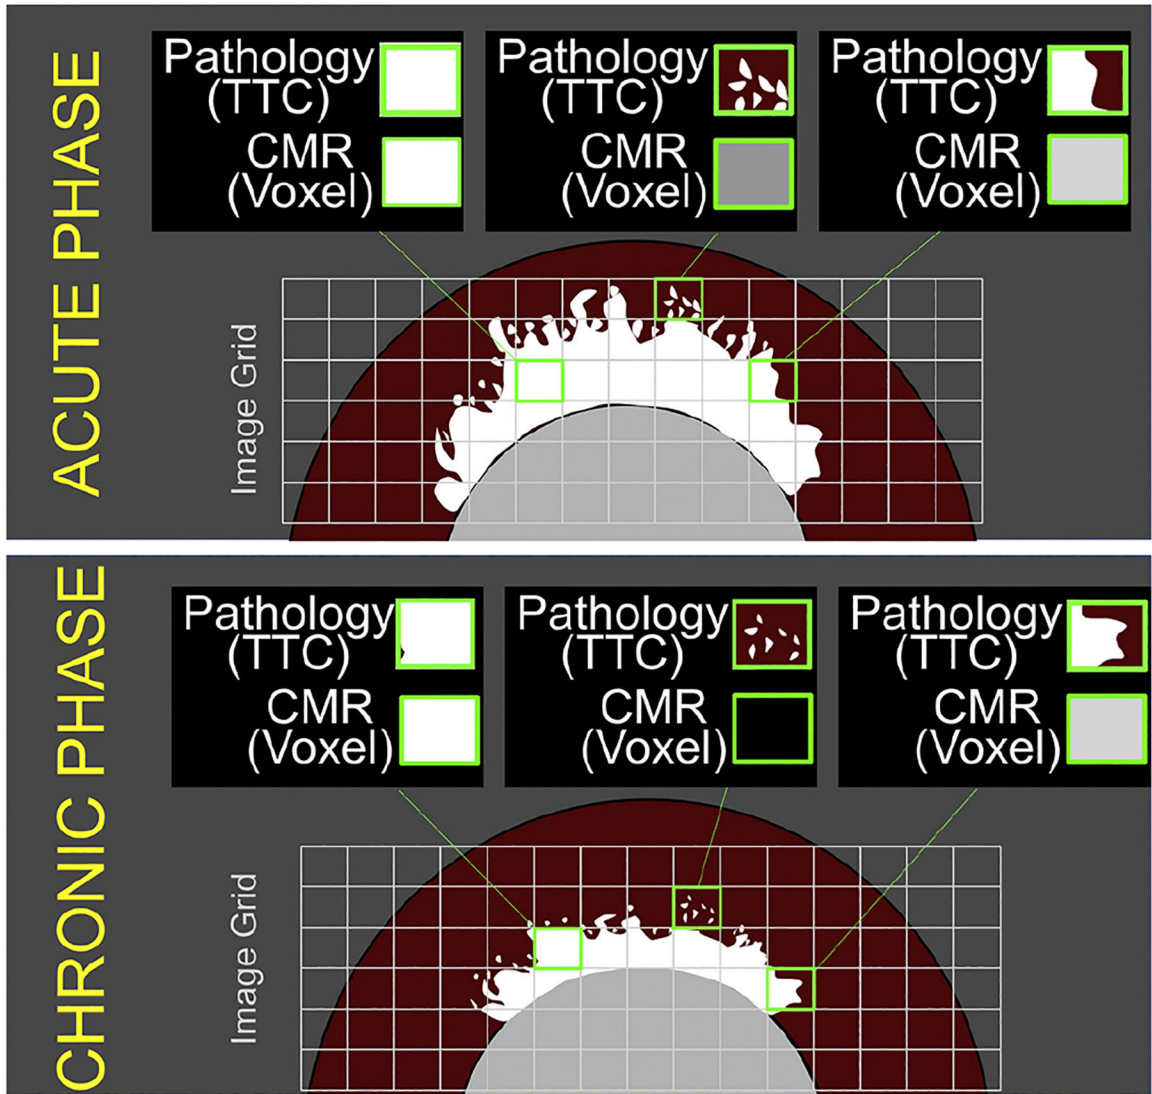 ACUTE PHASE
Pathology
(TTC)
CMR
(Voxel)
Pathology
(TTC)
CMR
(Voxel)
Pathology
(TTC)
CMR
(Voxel)
Image Grid
CHRONIC PHASE
Pathology
(TTC)
CMR
(Voxel)
Pathology
(TTC)
CMR
(Voxel)
Pathology
(TTC)
CMR
(Voxel)
Image Grid